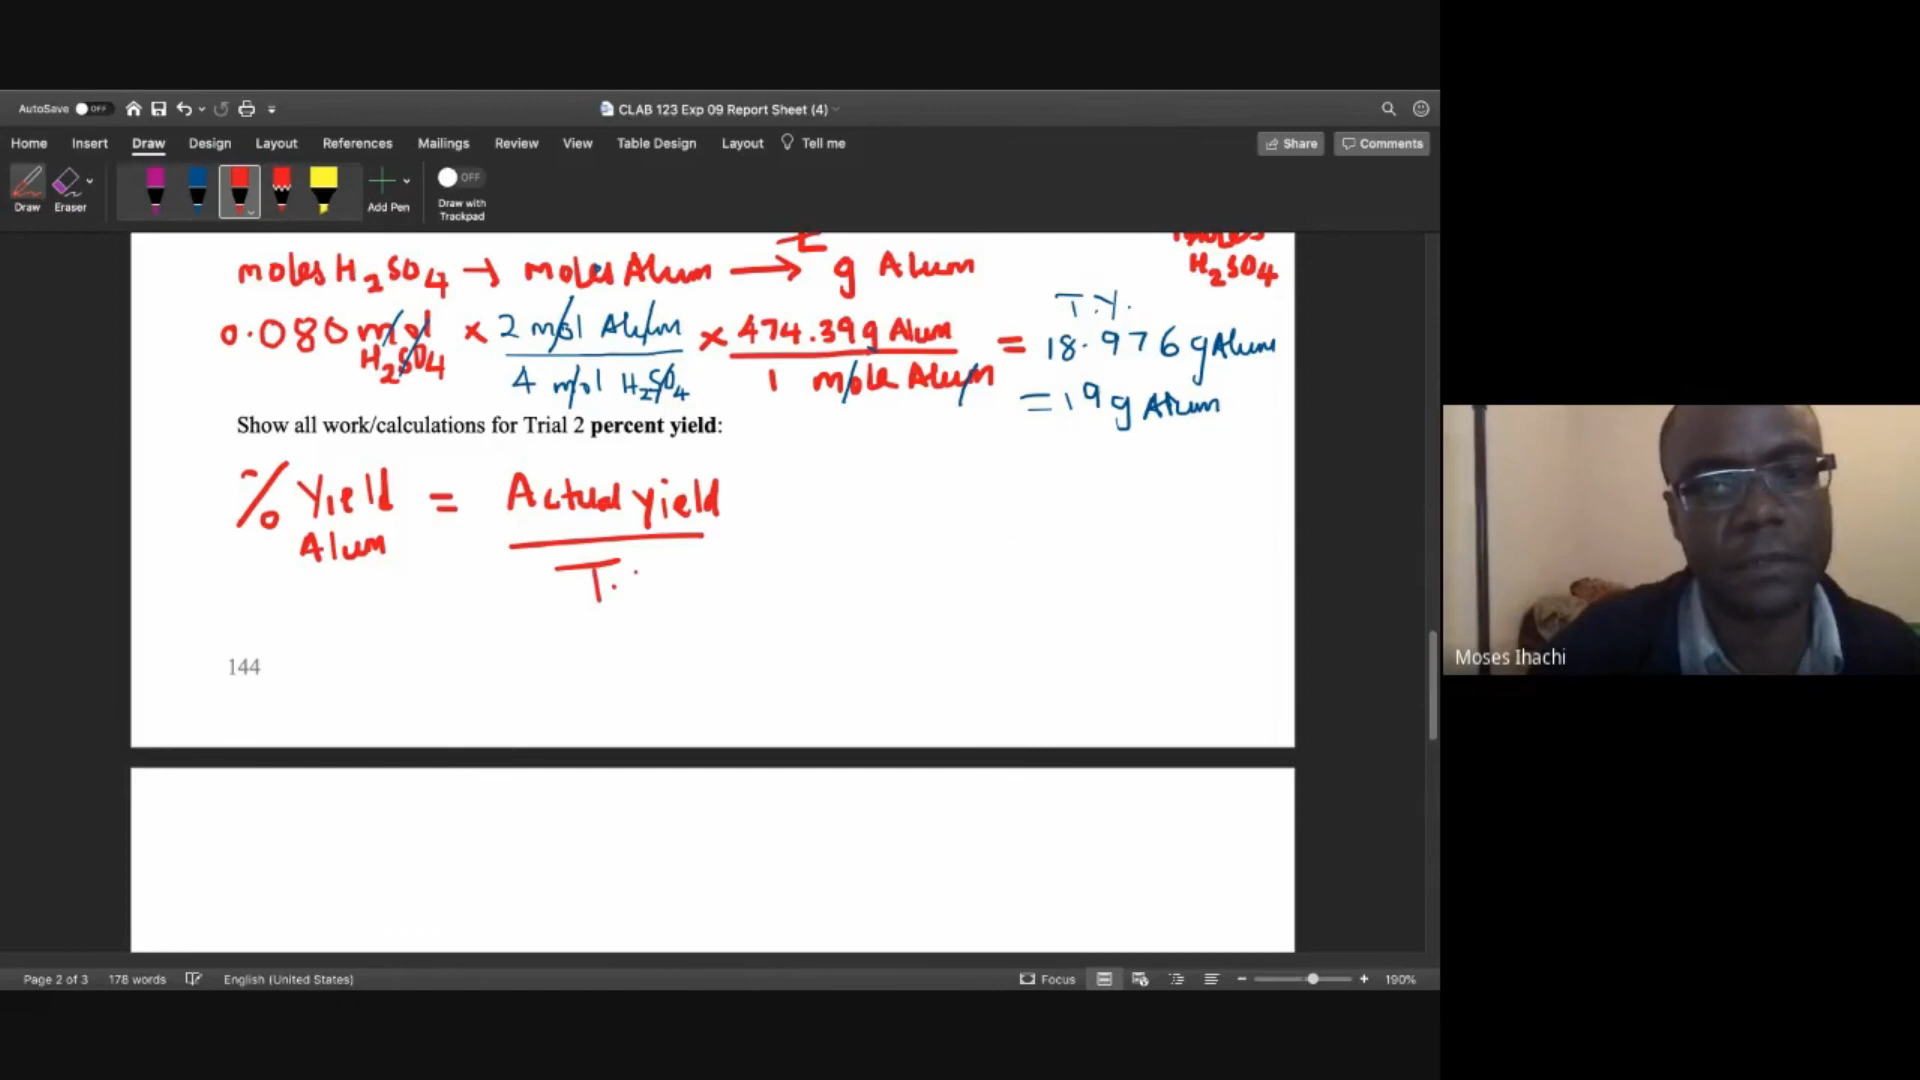 AutoSave OFF CLAB 123 Exp 09 Report Sheet (4)
Home Insert Draw Design Layout References Mailings Review View Table Design Layout Tell me Share Comments
Draw Eraser Add Pen OFF Draw with Trackpad
moles
H2SO4
moles H2SO4 → moles Alum → g Alum
T.Y.
0.080 mol H2SO4 × 2 mol Alum / 4 mol H2SO4 × 474.39g Alum / 1 mole Alum = 18.976 g Alum
= 19 g Alum
Show all work/calculations for Trial 2 percent yield:
% Yield Alum = Actual yield
T.
144
Moses Ihachi
Page 2 of 3 178 words English (United States) Focus 190%